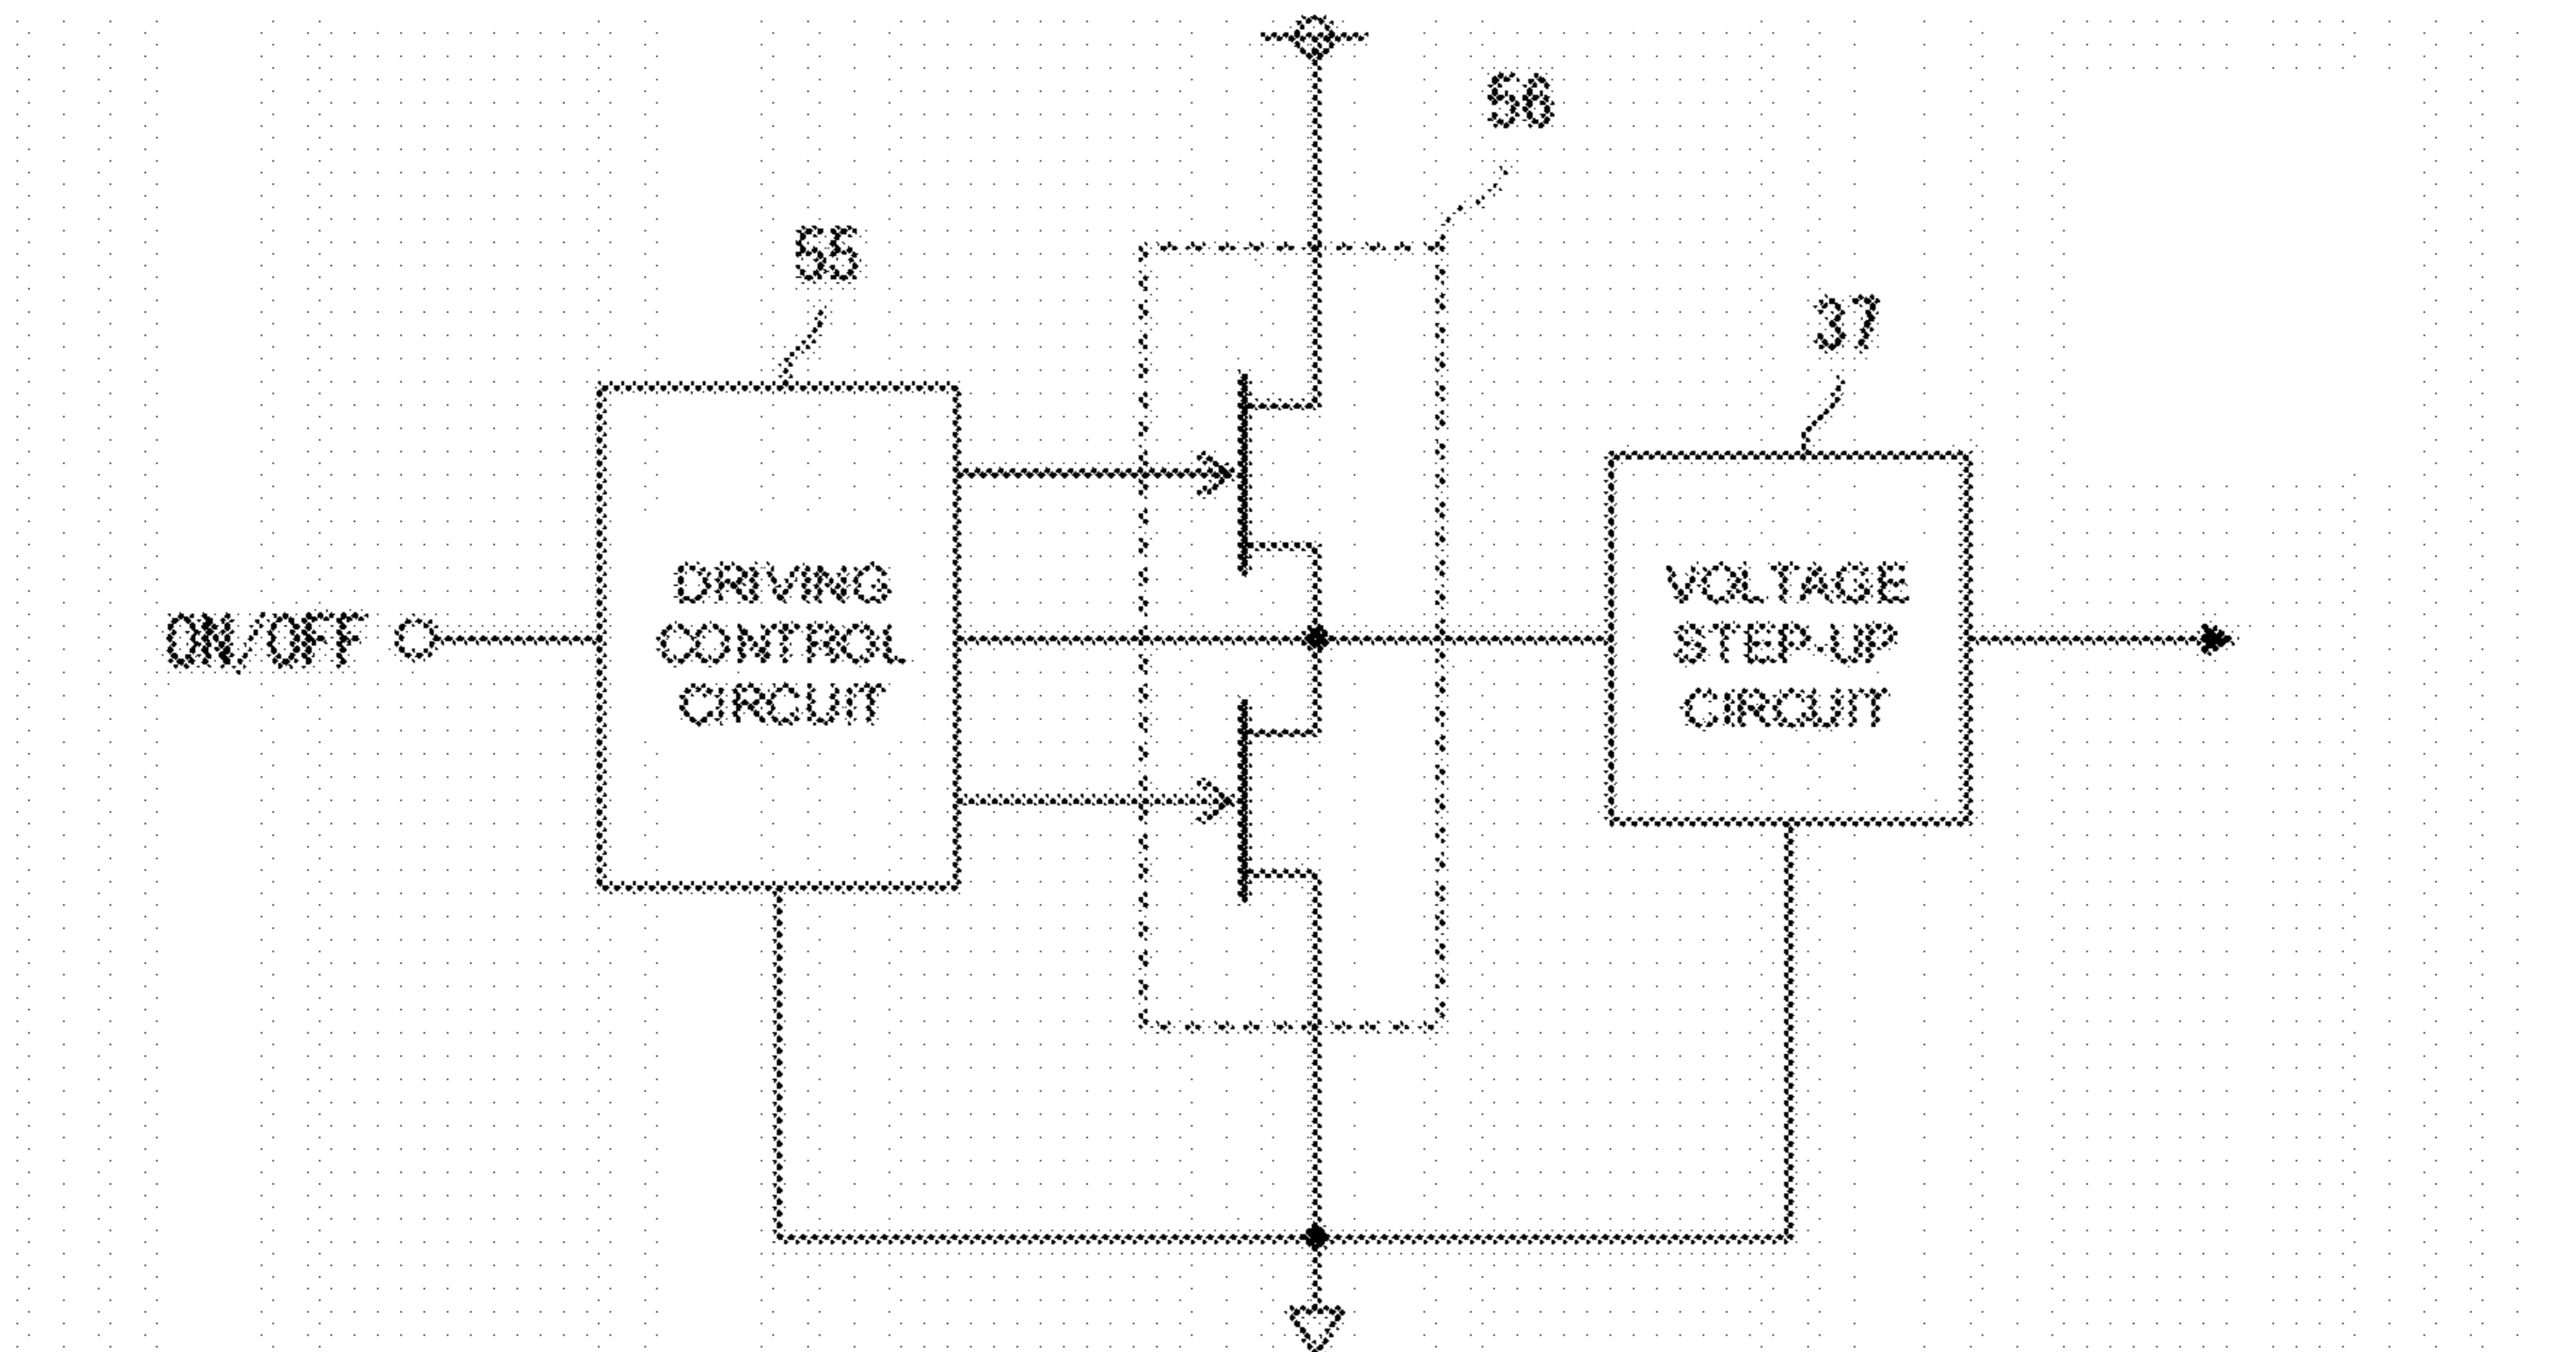 56
55
37
ON/OFF
DRIVING
CONTROL
CIRCUIT
VOLTAGE
STEP-UP
CIRCUIT